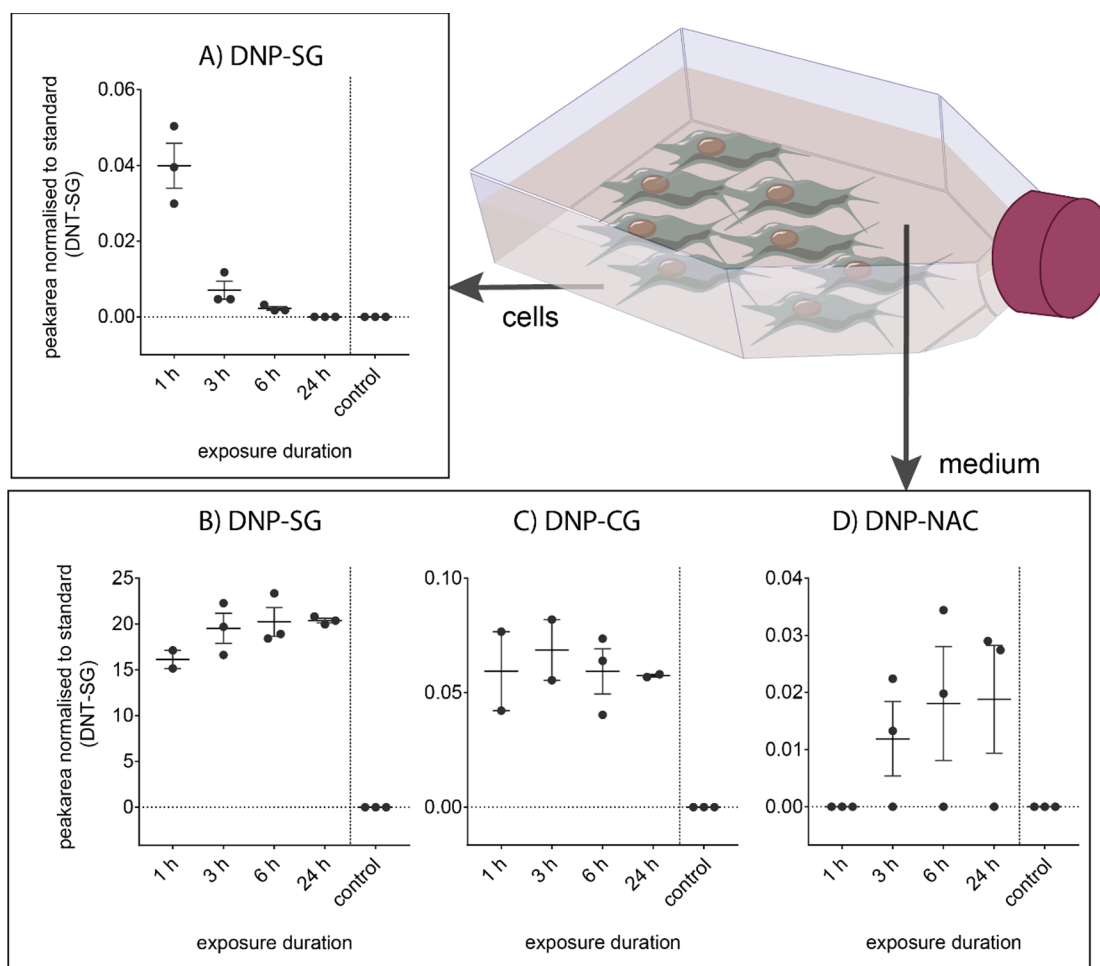 A) DNP-SG
peakarea normalised to standard
(DNT-SG)
0.06
0.04
0.02
0.00
1 h
3 h
6 h
24 h
control
exposure duration
cells
medium
B) DNP-SG
peakarea normalised to standard
(DNT-SG)
25
20
15
10
5
0
1 h
3 h
6 h
24 h
control
exposure duration
C) DNP-CG
0.10
0.05
0.00
1 h
3 h
6 h
24 h
control
exposure duration
D) DNP-NAC
0.04
0.03
0.02
0.01
0.00
1 h
3 h
6 h
24 h
control
exposure duration